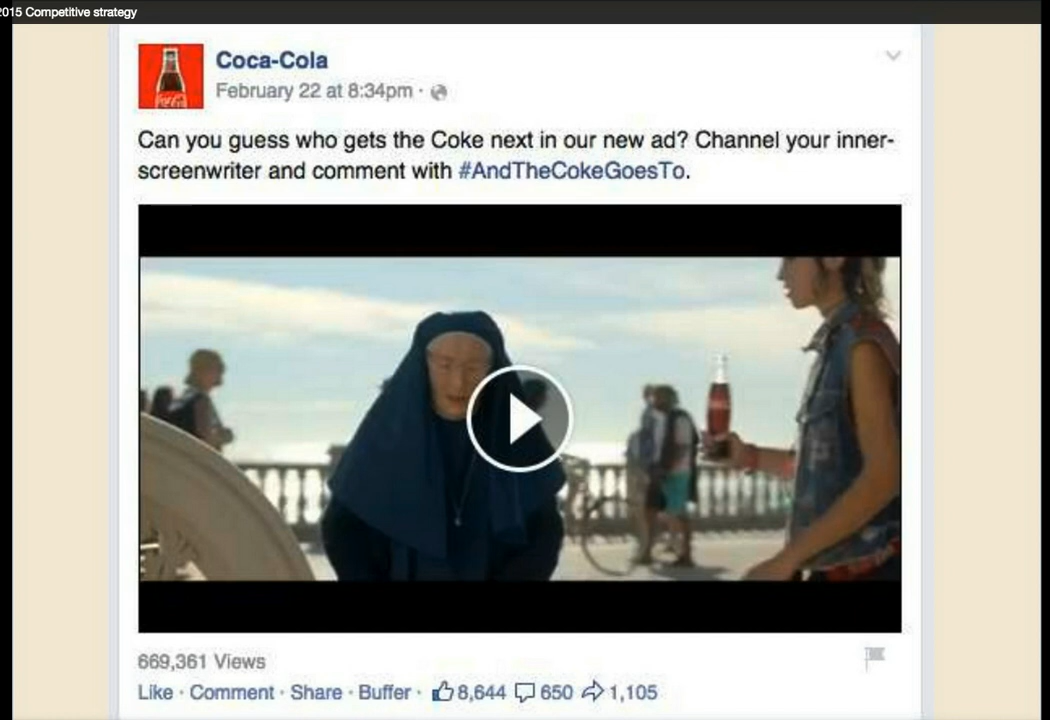 2015 Competitive strategy
Coca-Cola
February 22 at 8:34pm ·
Can you guess who gets the Coke next in our new ad? Channel your inner-
screenwriter and comment with #AndTheCokeGoesTo.
669,361 Views
Like · Comment · Share · Buffer · 8,644 650 1,105